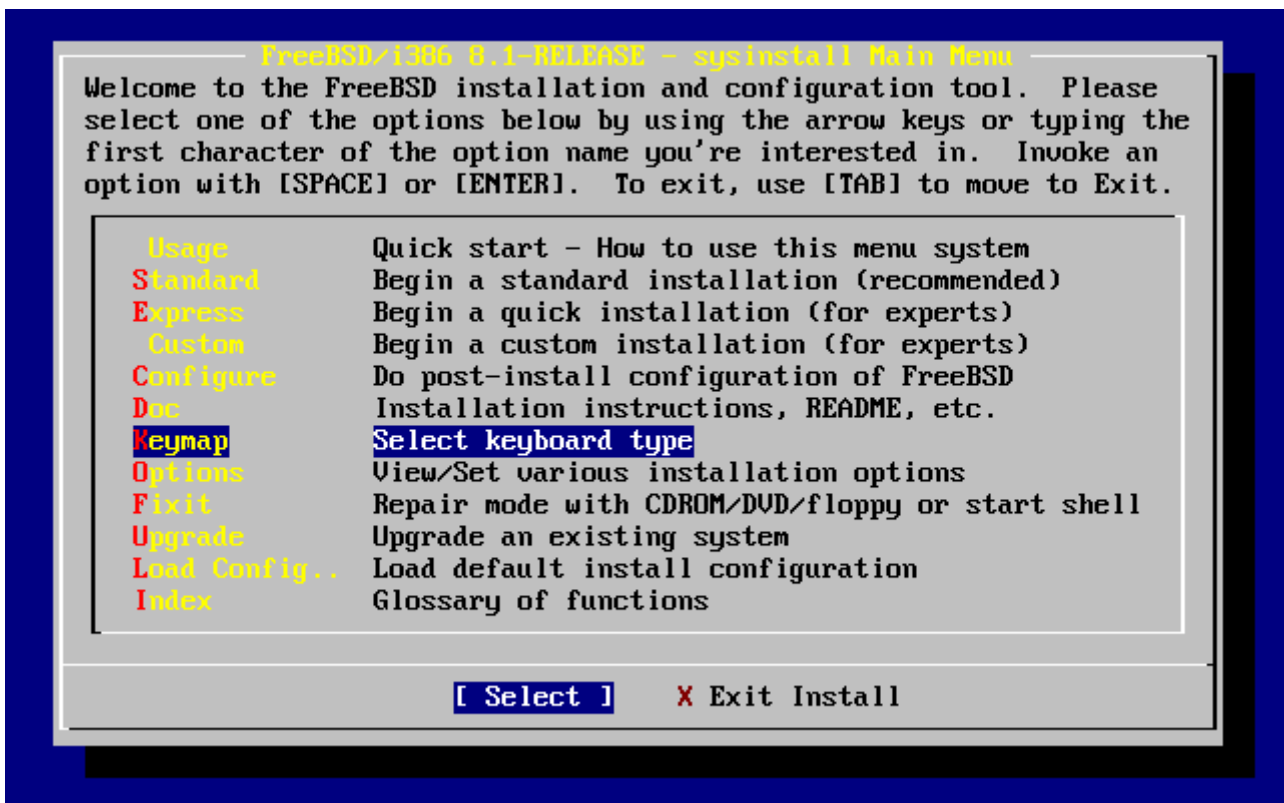 FreeBSD/i386 8.1-RELEASE - sysinstall Main Menu
Welcome to the FreeBSD installation and configuration tool.  Please
select one of the options below by using the arrow keys or typing the
first character of the option name you're interested in.  Invoke an
option with [SPACE] or [ENTER].  To exit, use [TAB] to move to Exit.
Usage Quick start - How to use this menu system
Standard Begin a standard installation (recommended)
Express Begin a quick installation (for experts)
Custom Begin a custom installation (for experts)
Configure Do post-install configuration of FreeBSD
Doc Installation instructions, README, etc.
Keymap Select keyboard type
Options View/Set various installation options
Fixit Repair mode with CDROM/DVD/floppy or start shell
Upgrade Upgrade an existing system
Load Config.. Load default install configuration
Index Glossary of functions
[ Select ] X Exit Install